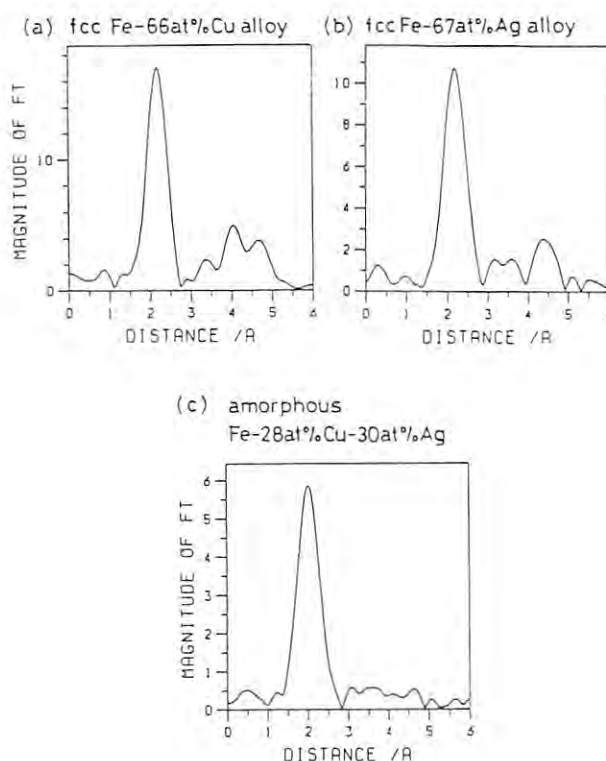 (a) fcc Fe-66at%Cu alloy
(b) fcc Fe-67at%Ag alloy
MAGNITUDE OF FT
10
0
0 1 2 3 4 5 6
DISTANCE /A
MAGNITUDE OF FT
10
8
6
4
2
0
0 1 2 3 4 5
DISTANCE /A
(c) amorphous
Fe-28at%Cu-30at%Ag
MAGNITUDE OF FT
6
5
4
3
2
1
0
0 1 2 3 4 5 6
DISTANCE /A